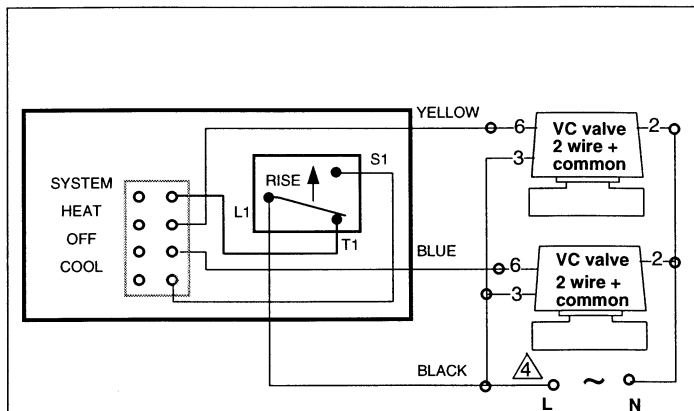 YELLOW
6 VC valve 2
2 wire +
3 common
S1
SYSTEM
RISE
HEAT
L1
OFF
T1
BLUE
COOL
6 VC valve 2
3 2 wire +
common
BLACK
4
L ~ N